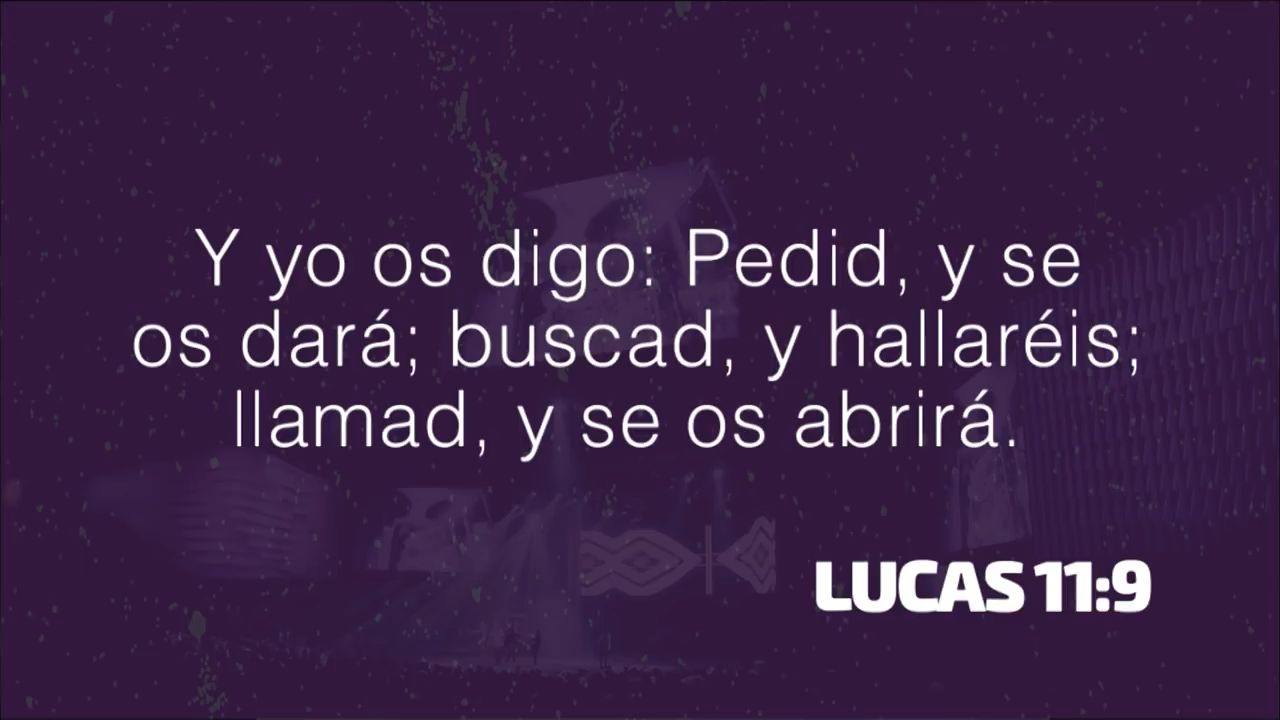 Y yo os digo: Pedid, y se
os dará; buscad, y hallaréis;
llamad, y se os abrirá.
LUCAS 11:9